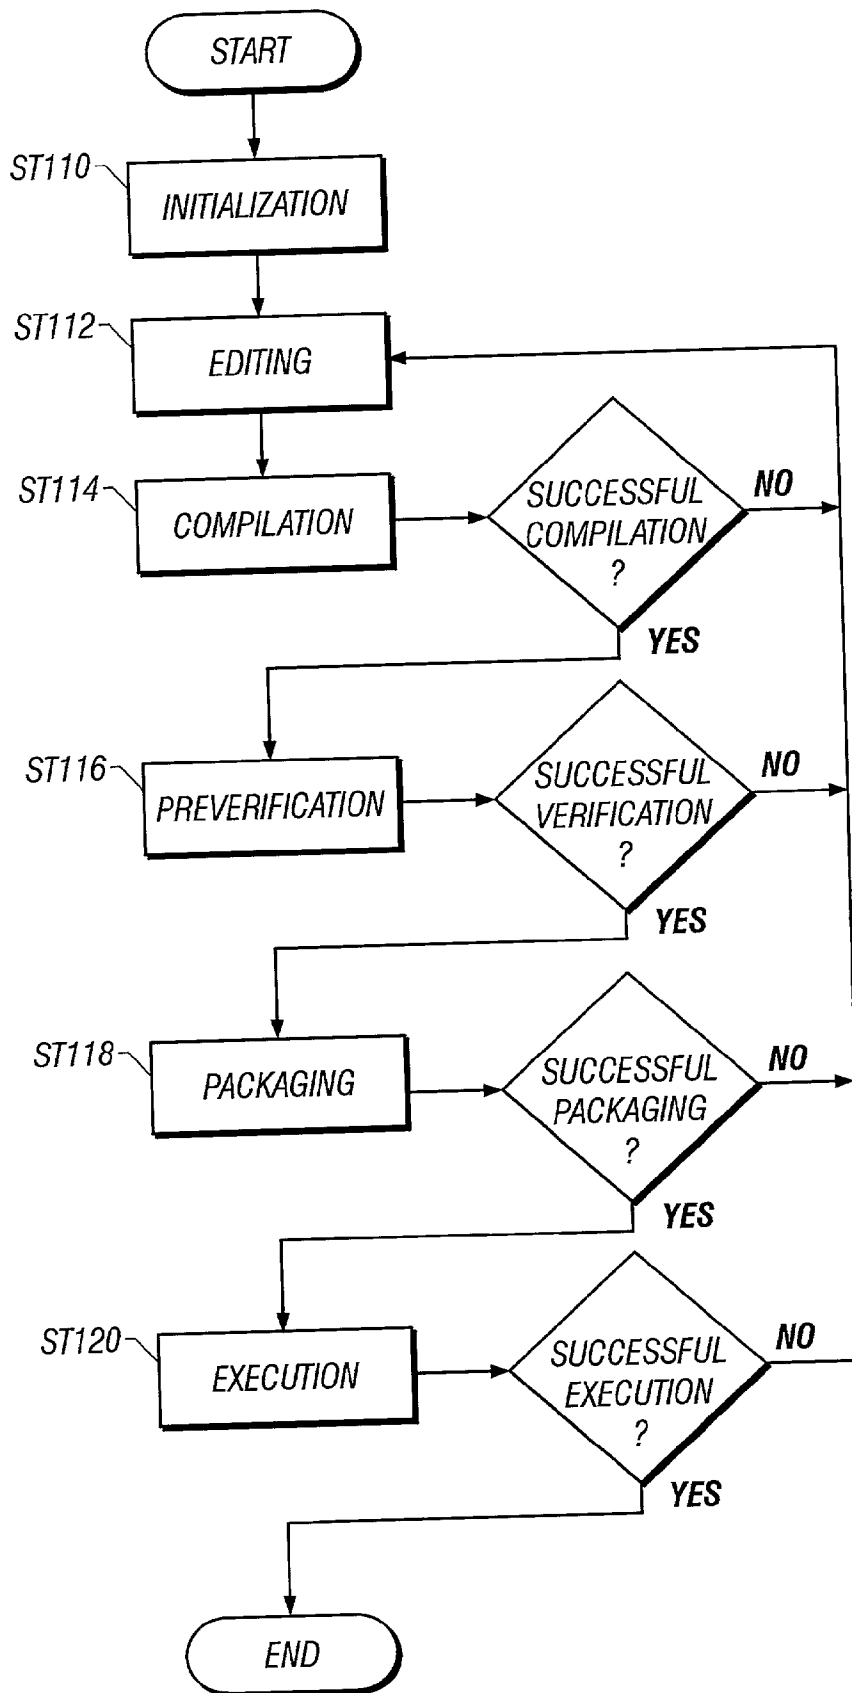 START
ST110
INITIALIZATION
ST112
EDITING
ST114
COMPILATION
SUCCESSFUL
COMPILATION
?
NO
YES
ST116
PREVERIFICATION
SUCCESSFUL
VERIFICATION
?
NO
YES
ST118
PACKAGING
SUCCESSFUL
PACKAGING
?
NO
YES
ST120
EXECUTION
SUCCESSFUL
EXECUTION
?
NO
YES
END